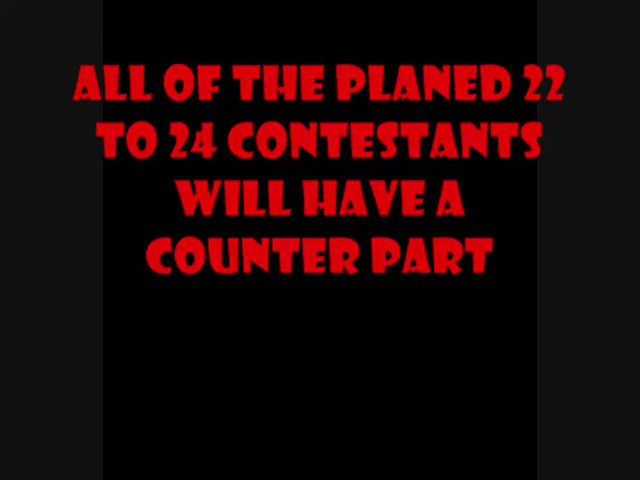 ALL OF THE PLANED 22
TO 24 CONTESTANTS
WILL HAVE A
COUNTER PART